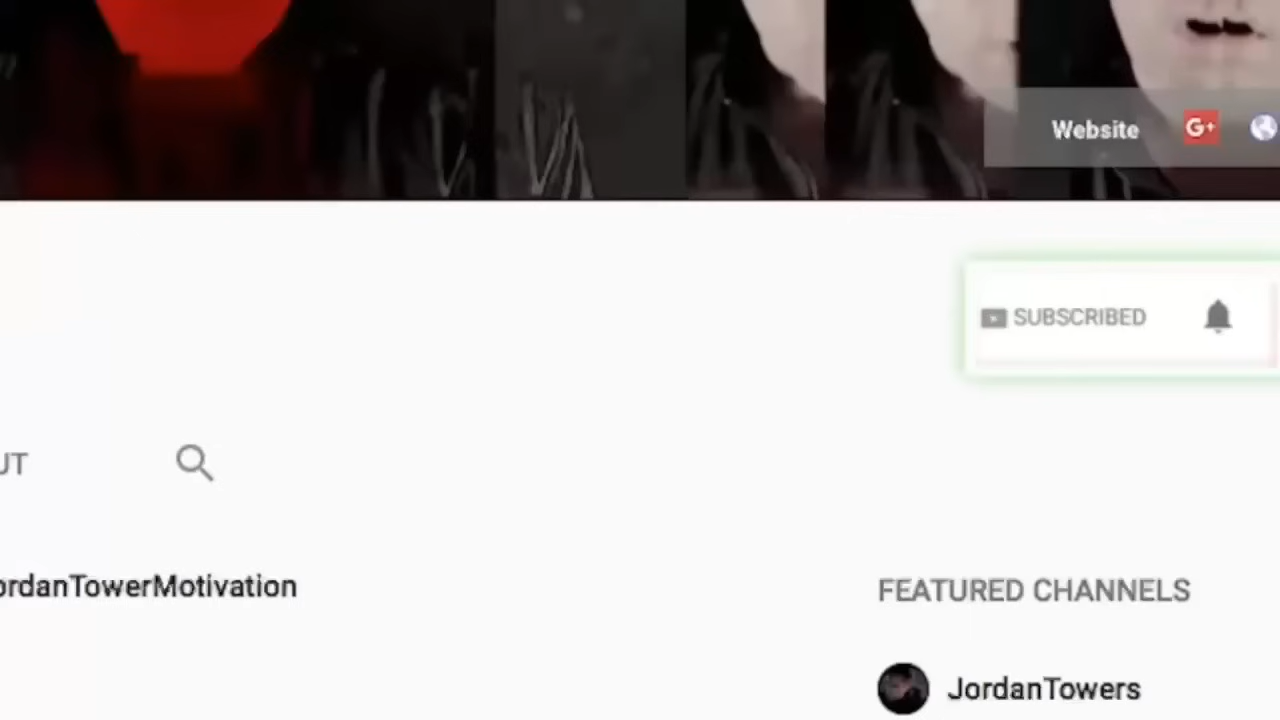 Website G+
SUBSCRIBED
UT
ordanTowerMotivation
FEATURED CHANNELS
JordanTowers